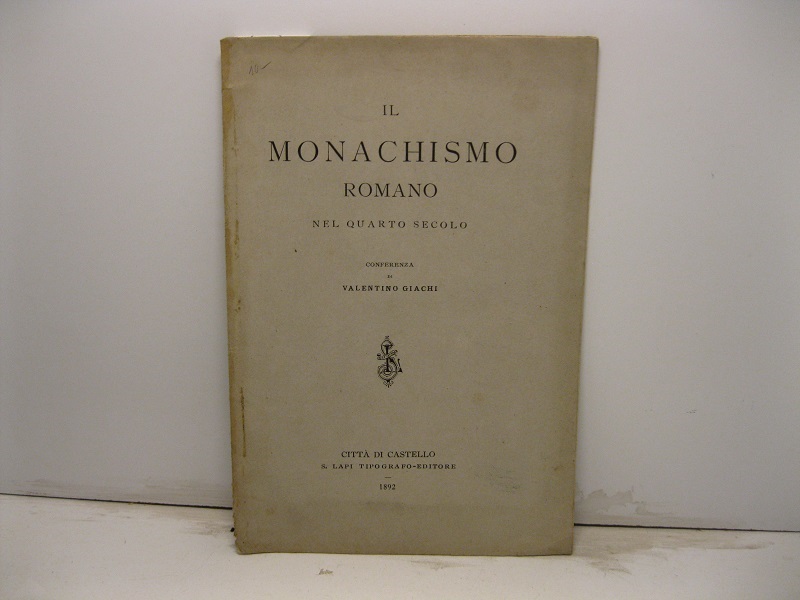 IL
MONACHISMO
ROMANO
NEL QUARTO SECOLO
CONFERENZA
DI
VALENTINO GIACHI
CITTÀ DI CASTELLO
S. LAPI TIPOGRAFO-EDITORE
1892